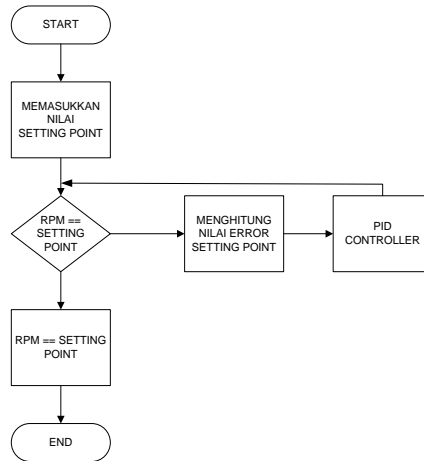 START
MEMASUKKAN
NILAI
SETTING POINT
RPM ==
SETTING
POINT
MENGHITUNG
NILAI ERROR
SETTING POINT
PID
CONTROLLER
RPM == SETTING
POINT
END